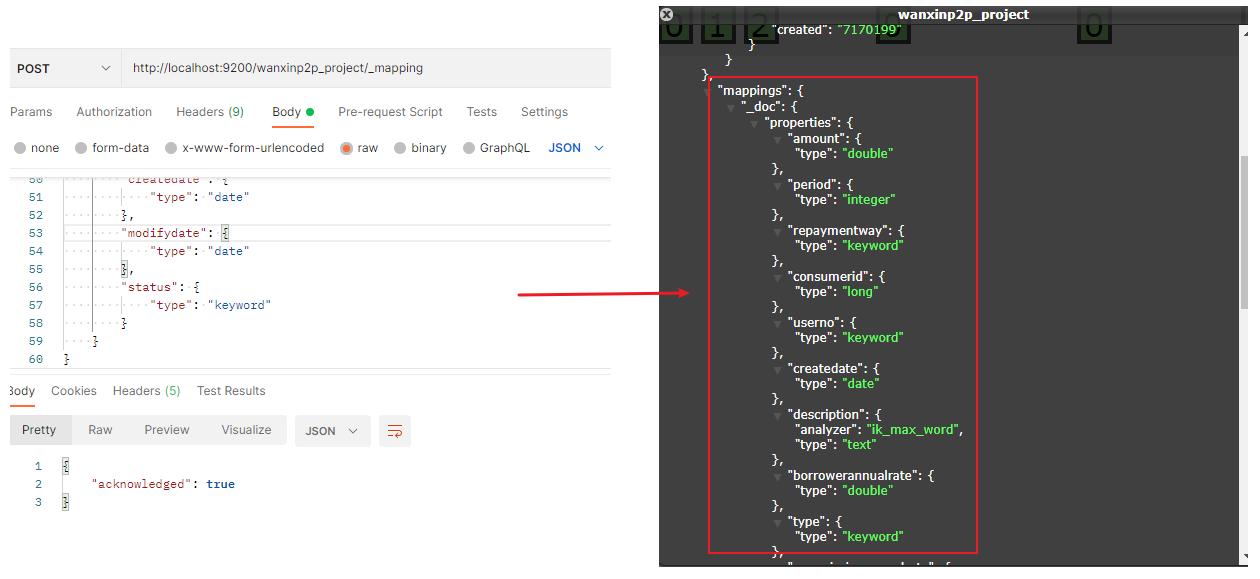 POST
http://localhost:9200/wanxinp2p_project/_mapping
Params Authorization Headers (9) Body Pre-request Script Tests Settings
none form-data x-www-form-urlencoded raw binary GraphQL JSON
50 "createdate": {
51 "type": "date"
52 },
53 "modifydate": {
54 "type": "date"
55 },
56 "status": {
57 "type": "keyword"
58 }
59 }
60 }
Body Cookies Headers (5) Test Results
Pretty Raw Preview Visualize JSON
1 {
2 "acknowledged": true
3 }
wanxinp2p_project
0 1 2 0 0
"created": "7170199"
}
}
},
"mappings": {
"_doc": {
"properties": {
"amount": {
"type": "double"
},
"period": {
"type": "integer"
},
"repaymentway": {
"type": "keyword"
},
"consumerid": {
"type": "long"
},
"userno": {
"type": "keyword"
},
"createdate": {
"type": "date"
},
"description": {
"analyzer": "ik_max_word",
"type": "text"
},
"borrowerannualrate": {
"type": "double"
},
"type": {
"type": "keyword"
},